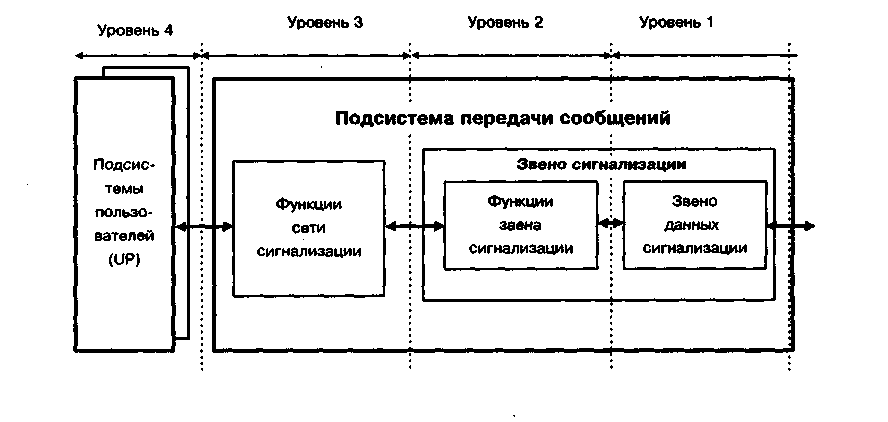 Уровень 4
Уровень 3
Уровень 2
Уровень 1
Подсистема передачи сообщений
Звено сигнализации
Подсис-
темы
пользо-
вателей
(UP)
Функции
сети
сигнализации
Функции
звена
сигнализации
Звено
данных
сигнализации